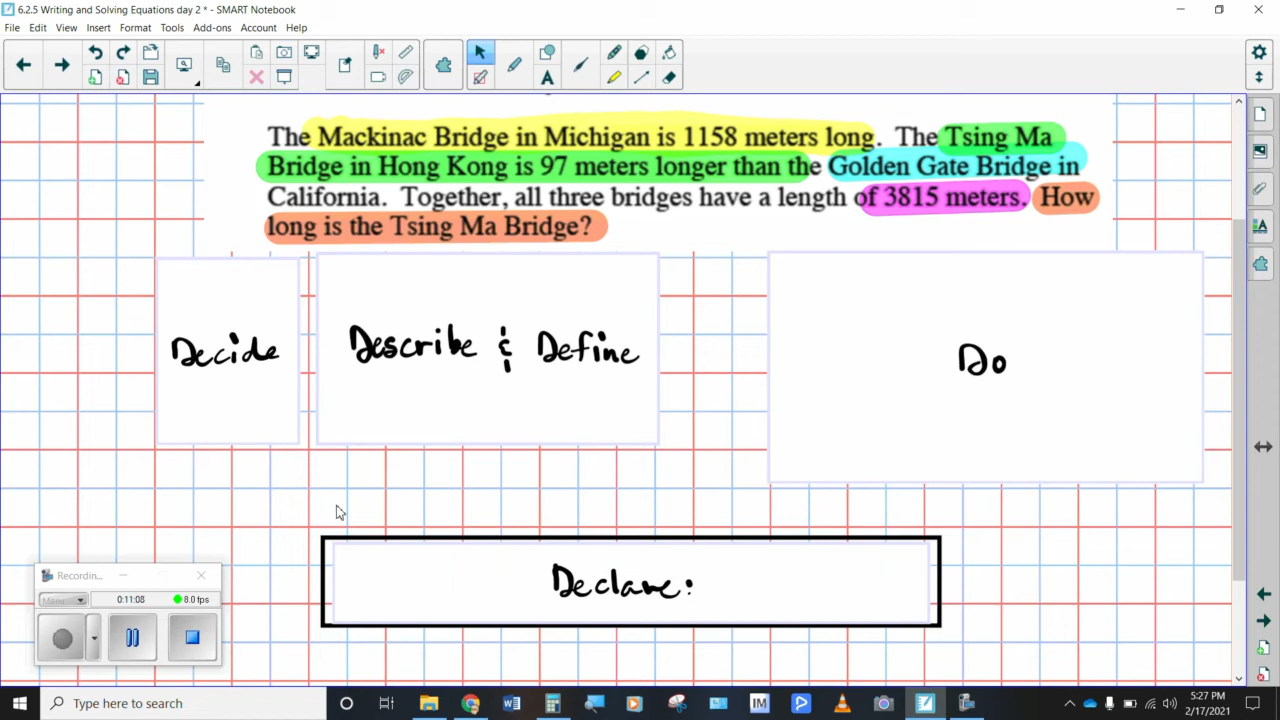 6.2.5 Writing and Solving Equations day 2 * - SMART Notebook
File Edit View Insert Format Tools Add-ons Account Help
The Mackinac Bridge in Michigan is 1158 meters long. The Tsing Ma
Bridge in Hong Kong is 97 meters longer than the Golden Gate Bridge in
California. Together, all three bridges have a length of 3815 meters. How
long is the Tsing Ma Bridge?
Decide
Describe & Define
Do
Declare:
Recordin...
Menu
0:11:08
8.0 fps
Type here to search
5:27 PM
2/17/2021